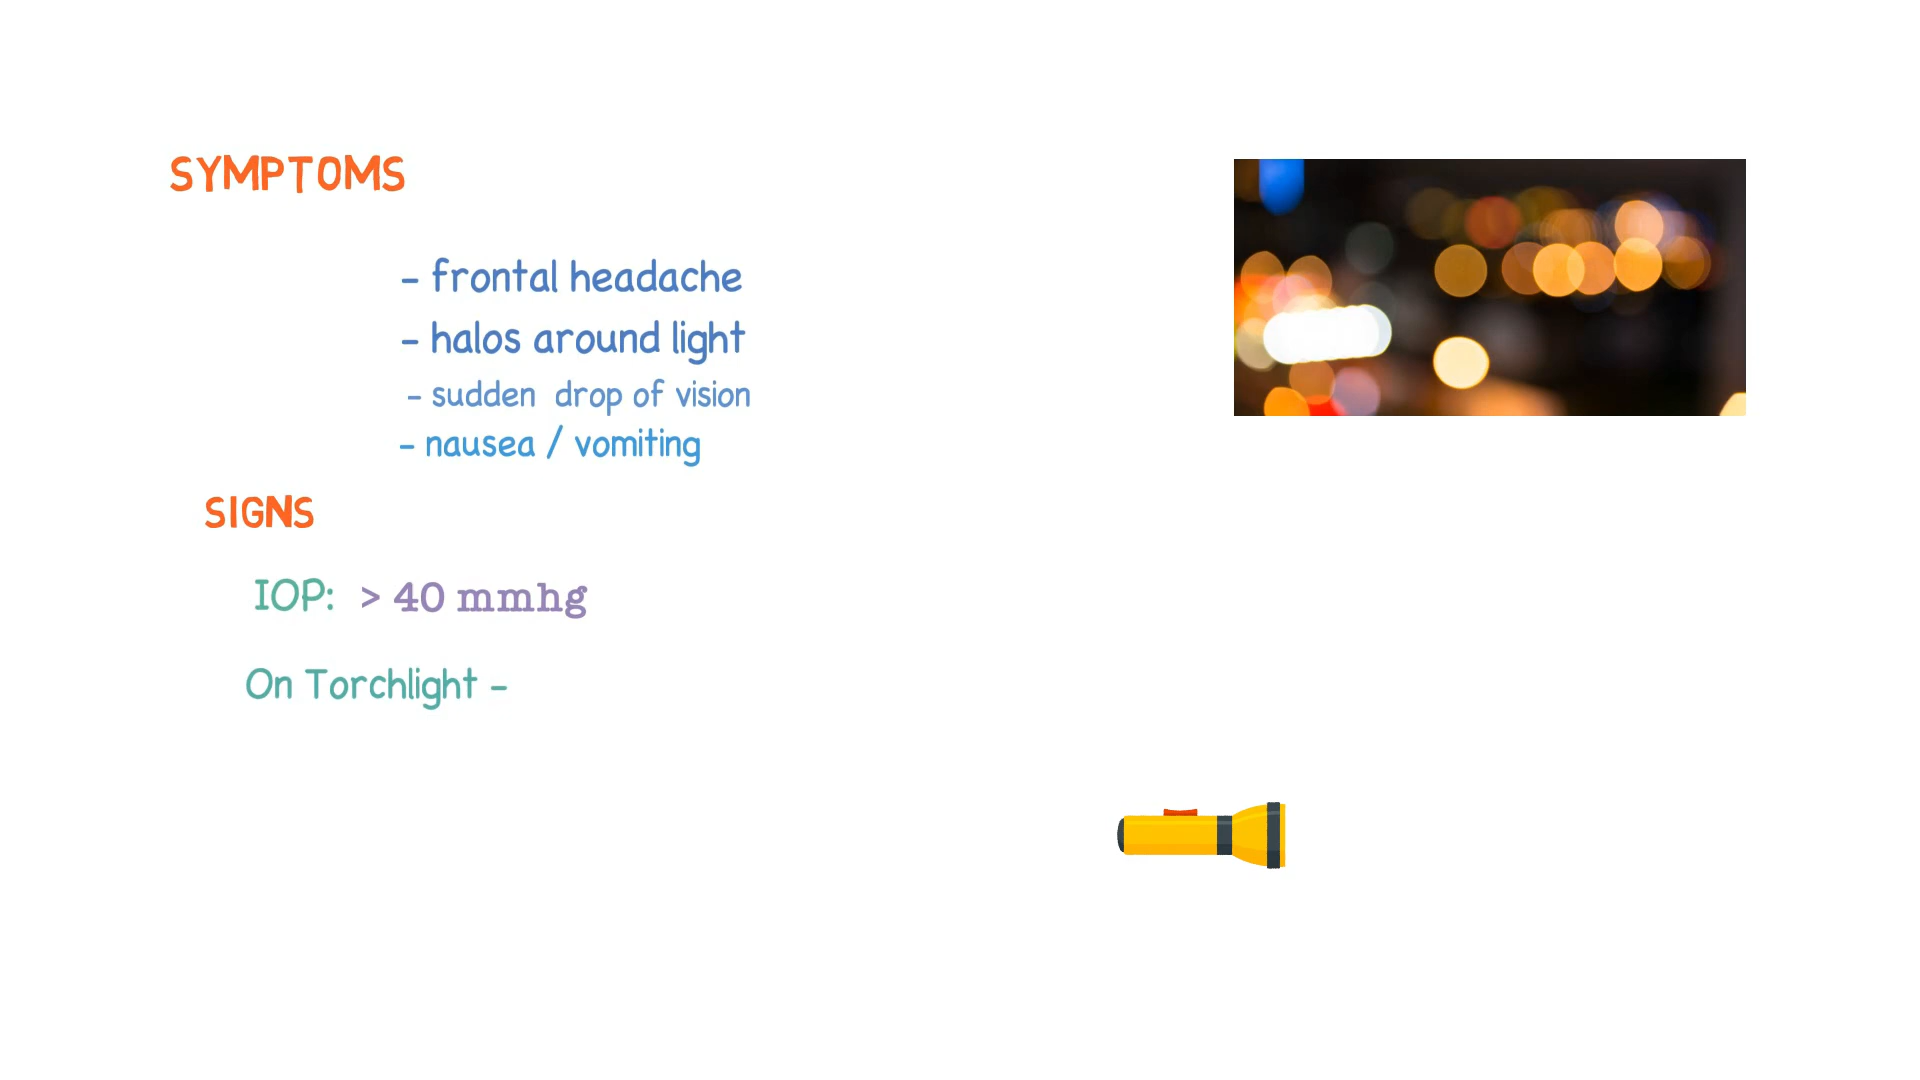 SYMPTOMS
- frontal headache
- halos around light
- sudden drop of vision
- nausea / vomiting
SIGNS
IOP: > 40 mmhg
On Torchlight -